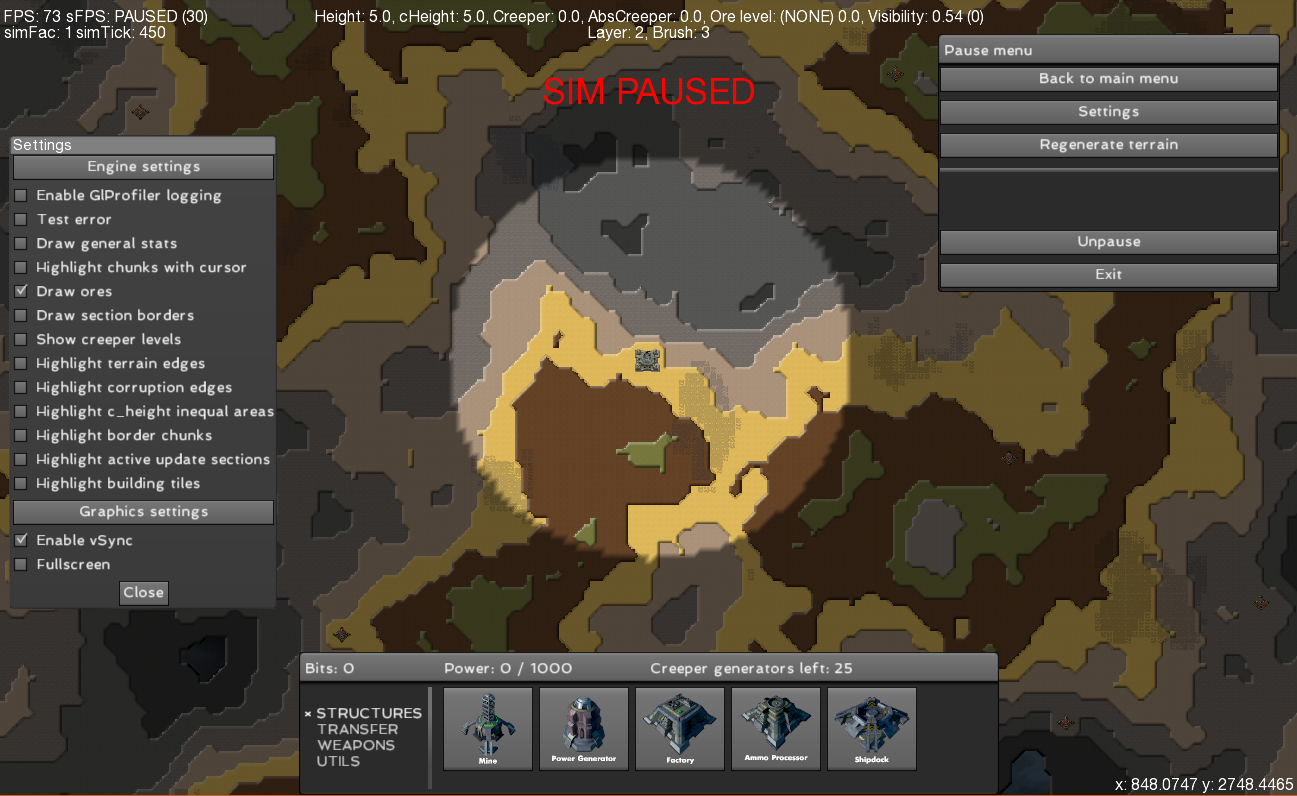 FPS: 73 sFPS: PAUSED (30)
simFac: 1 simTick: 450
Height: 5.0, cHeight: 5.0, Creeper: 0.0, AbsCreeper: 0.0, Ore level: (NONE) 0.0, Visibility: 0.54 (0)
Layer: 2, Brush: 3
SIM PAUSED
Pause menu
Back to main menu
Settings
Regenerate terrain
Unpause
Exit
Settings
Engine settings
Enable GlProfiler logging
Test error
Draw general stats
Highlight chunks with cursor
Draw ores
Draw section borders
Show creeper levels
Highlight terrain edges
Highlight corruption edges
Highlight c_height inequal areas
Highlight border chunks
Highlight active update sections
Highlight building tiles
Graphics settings
Enable vSync
Fullscreen
Close
Bits: 0
Power: 0 / 1000
Creeper generators left: 25
× STRUCTURES
TRANSFER
WEAPONS
UTILS
Mine
Power Generator
Factory
Ammo Processor
Shipdock
x: 848.0747 y: 2748.4465